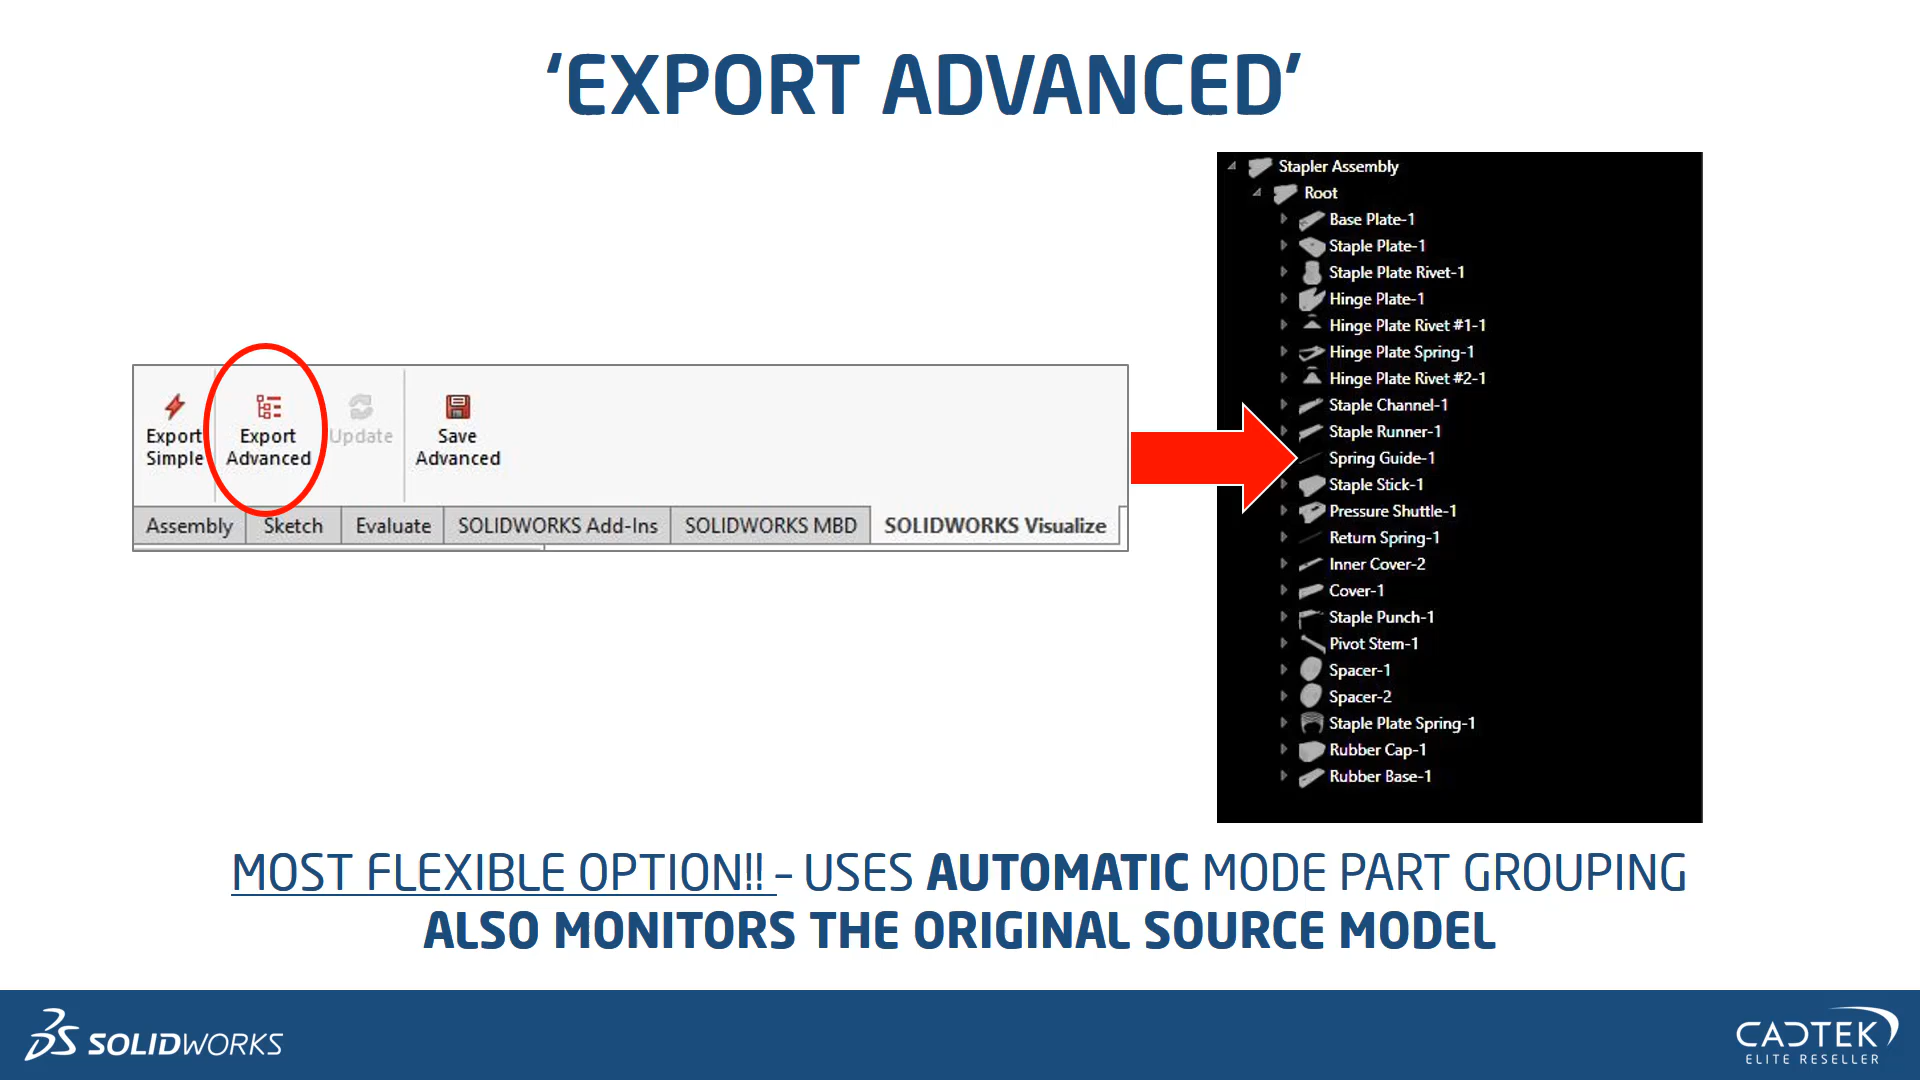 ‘EXPORT ADVANCED’
Export Simple
Export Advanced
Update
Save Advanced
Assembly
Sketch
Evaluate
SOLIDWORKS Add-Ins
SOLIDWORKS MBD
SOLIDWORKS Visualize
Stapler Assembly
Root
Base Plate-1
Staple Plate-1
Staple Plate Rivet-1
Hinge Plate-1
Hinge Plate Rivet #1-1
Hinge Plate Spring-1
Hinge Plate Rivet #2-1
Staple Channel-1
Staple Runner-1
Spring Guide-1
Staple Stick-1
Pressure Shuttle-1
Return Spring-1
Inner Cover-2
Cover-1
Staple Punch-1
Pivot Stem-1
Spacer-1
Spacer-2
Staple Plate Spring-1
Rubber Cap-1
Rubber Base-1
MOST FLEXIBLE OPTION!! – USES AUTOMATIC MODE PART GROUPING
ALSO MONITORS THE ORIGINAL SOURCE MODEL
SOLIDWORKS
CADTEK
ELITE RESELLER